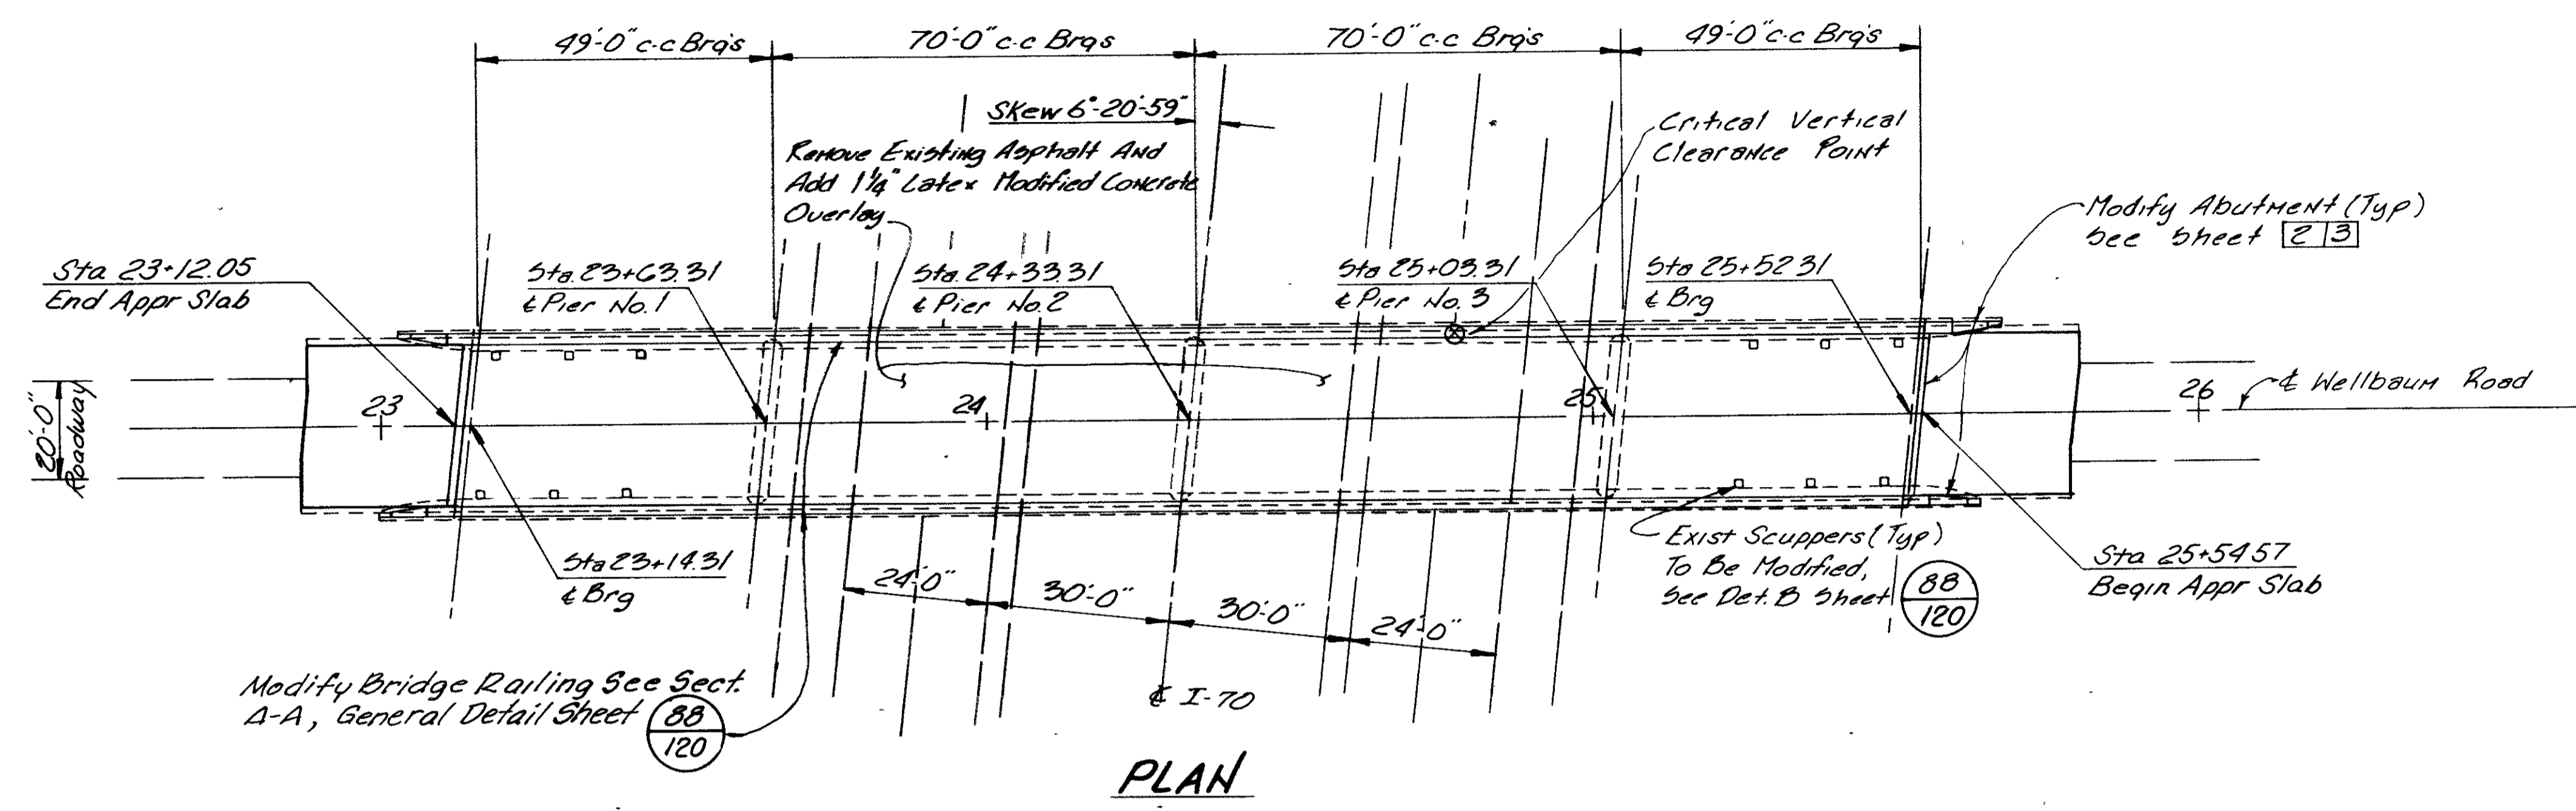 49'-0" c-c Brg's
70'-0" c-c Brgs
70'-0" c-c Brg's
49'-0" c-c Brg's
Skew 6°-20'-59"
Remove Existing Asphalt And
Add 1 1/4" Latex Modified Concrete
Overlay
Critical Vertical
Clearance Point
Modify Abutment (Typ)
See Sheet 2 3
Sta 23+12.05
End Appr Slab
Sta. 23+63.31
℄ Pier No. 1
Sta. 24+33.31
℄ Pier No. 2
Sta 25+03.31
℄ Pier No. 3
Sta 25+52 31
℄ Brg
20'-0"
Roadway
23
24
25
26
℄ Wellbaum Road
Sta 23+14.31
℄ Brg
24'-0"
30'-0"
30'-0"
24'-0"
Exist Scuppers (Typ)
To Be Modified,
See Det. B Sheet
88
120
Sta 25+54 57
Begin Appr Slab
Modify Bridge Railing See Sect.
A-A, General Detail Sheet
88
120
℄ I-70
PLAN